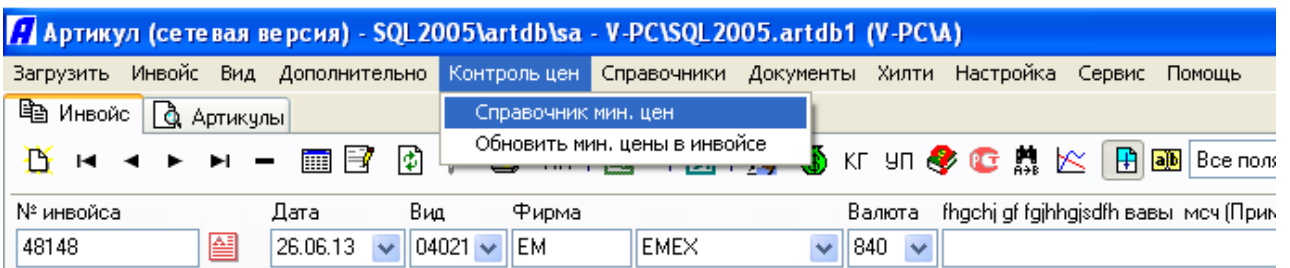 Артикул (сетевая версия) - SQL2005\artdb\sa - V-PC\SQL2005.artdb1 (V-PC\A)
Загрузить Инвойс Вид Дополнительно Контроль цен Справочники Документы Хилти Настройка Сервис Помощь
Инвойс Артикулы
Справочник мин. цен
Обновить мин. цены в инвойсе
КГ УП РСТ A→B ab Все поля
№ инвойса Дата Вид Фирма Валюта fhgchj gf fgjhhgjsdfh вавы мсч (Прим
48148 26.06.13 04021 EM EMEX 840